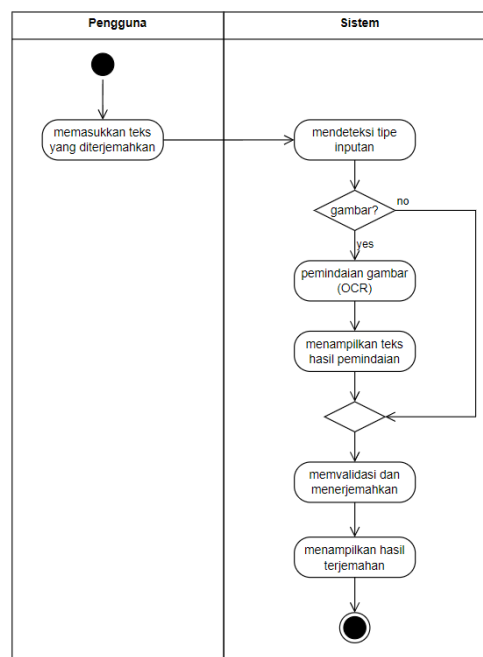 Pengguna
Sistem
memasukkan teks
yang diterjemahkan
mendeteksi tipe
inputan
gambar?
no
yes
pemindaian gambar
(OCR)
menampilkan teks
hasil pemindaian
memvalidasi dan
menerjemahkan
menampilkan hasil
terjemahan